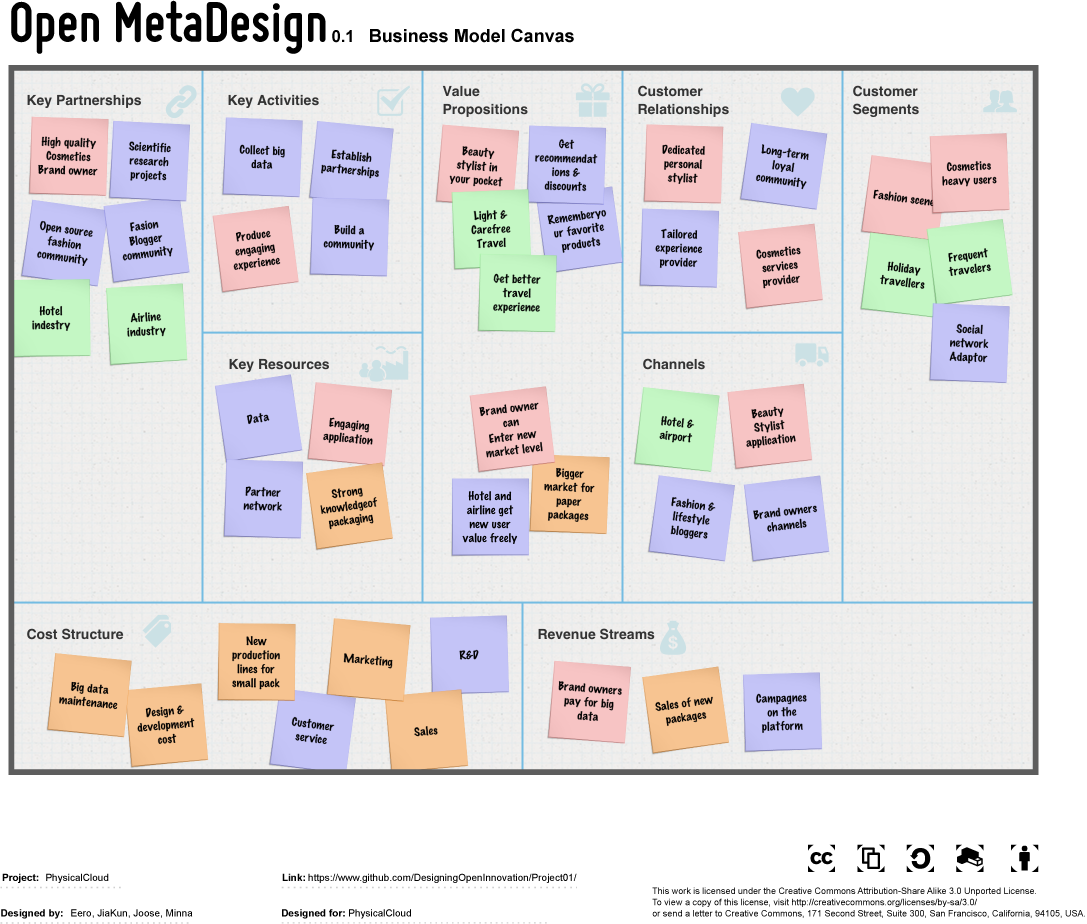 Open MetaDesign 0.1 Business Model Canvas
Key Partnerships
High quality
Cosmetics
Brand owner
Scientific
research
projects
Open source
fashion
community
Fasion
Blogger
community
Hotel
indestry
Airline
industry
Key Activities
Collect big
data
Establish
partnerships
Produce
engaging
experience
Build a
community
Key Resources
Data
Engaging
application
Partner
network
Strong
knowledgeof
packaging
Value
Propositions
Beauty
stylist in
your pocket
Get
recommendat
ions &
discounts
Light &
Carefree
Travel
Rememberyo
ur favorite
products
Get better
travel
experience
Brand owner
can
Enter new
market level
Bigger
market for
paper
packages
Hotel and
airline get
new user
value freely
Customer
Relationships
Dedicated
personal
stylist
Long-term
loyal
community
Tailored
experience
provider
Cosmetics
services
provider
Channels
Hotel &
airport
Beauty
Stylist
application
Fashion &
lifestyle
bloggers
Brand owners
channels
Customer
Segments
Fashion scene
Cosmetics
heavy users
Holiday
travellers
Frequent
travelers
Social
network
Adaptor
Cost Structure
Big data
maintenance
Design &
development
cost
New
production
lines for
small pack
Marketing
R&D
Customer
service
Sales
Revenue Streams
Brand owners
pay for big
data
Sales of new
packages
Campagnes
on the
platform
Project: PhysicalCloud
Link: https://www.github.com/DesigningOpenInnovation/Project01/
Designed by: Eero, JiaKun, Joose, Minna
Designed for: PhysicalCloud
cc
This work is licensed under the Creative Commons Attribution-Share Alike 3.0 Unported License.
To view a copy of this license, visit http://creativecommons.org/licenses/by-sa/3.0/
or send a letter to Creative Commons, 171 Second Street, Suite 300, San Francisco, California, 94105, USA.